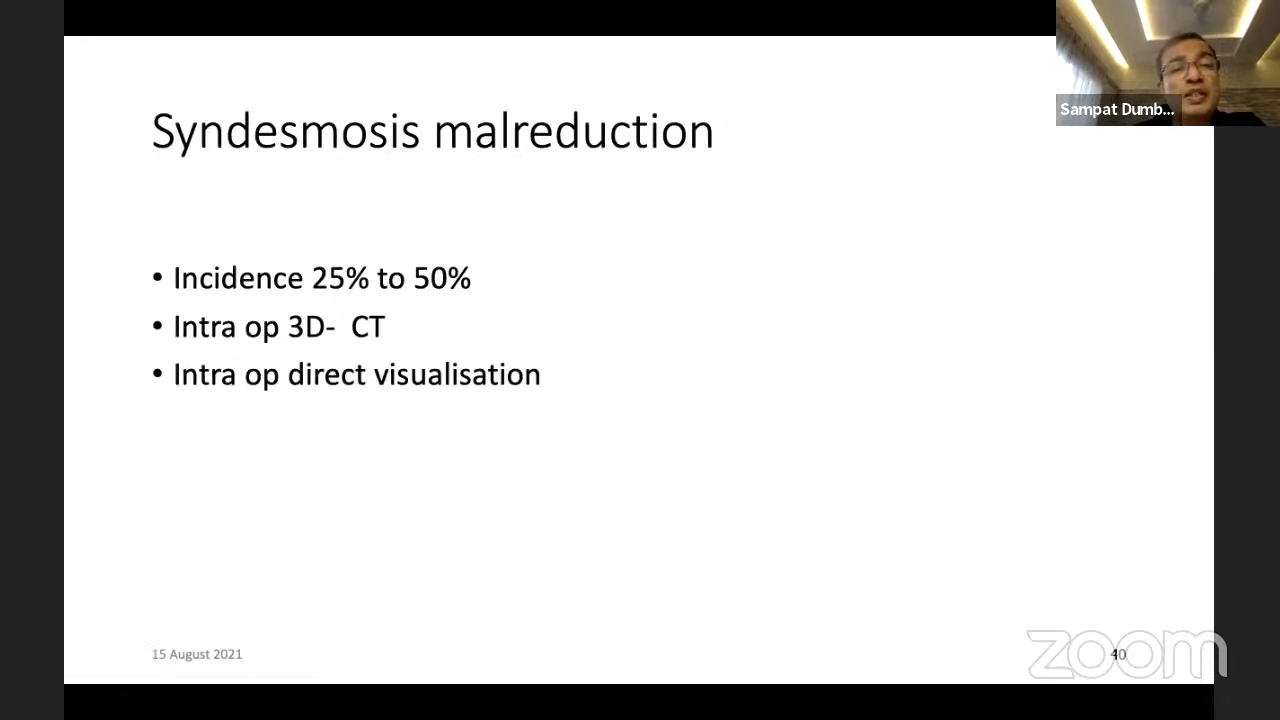 Sampat Dumb...
Syndesmosis malreduction
• Incidence 25% to 50%
• Intra op 3D-  CT
• Intra op direct visualisation
15 August 2021
40
zoom